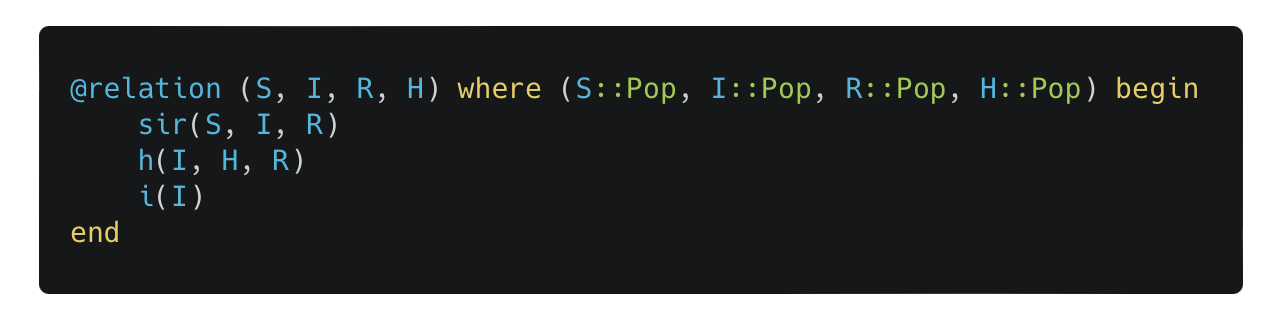 @relation (S, I, R, H) where (S::Pop, I::Pop, R::Pop, H::Pop) begin
    sir(S, I, R)
    h(I, H, R)
    i(I)
end